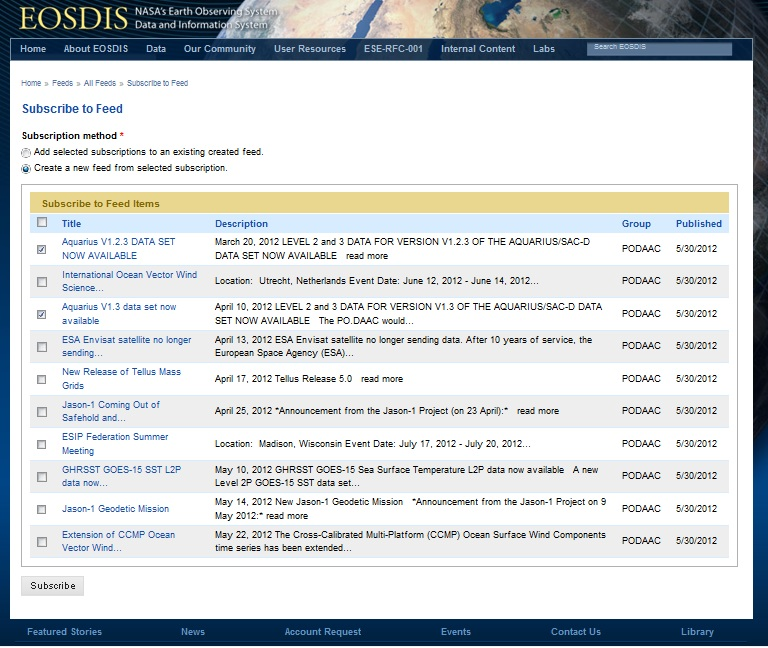 EOSDIS NASA's Earth Observing System
Data and Information System
Home About EOSDIS Data Our Community User Resources ESE-RFC-001 Internal Content Labs Search EOSDIS
Home » Feeds » All Feeds » Subscribe to Feed
Subscribe to Feed
Subscription method *
Add selected subscriptions to an existing created feed.
Create a new feed from selected subscription.
Subscribe to Feed Items
Title Description Group Published
Aquarius V1.2.3 DATA SET March 20, 2012 LEVEL 2 and 3 DATA FOR VERSION V1.2.3 OF THE AQUARIUS/SAC-D PODAAC 5/30/2012
NOW AVAILABLE DATA SET NOW AVAILABLE read more
International Ocean Vector Wind Location: Utrecht, Netherlands Event Date: June 12, 2012 - June 14, 2012... PODAAC 5/30/2012
Science...
Aquarius V1.3 data set now April 10, 2012 LEVEL 2 and 3 DATA FOR VERSION V1.3 OF THE AQUARIUS/SAC-D DATA PODAAC 5/30/2012
available SET NOW AVAILABLE The PO.DAAC would...
ESA Envisat satellite no longer April 13, 2012 ESA Envisat satellite no longer sending data. After 10 years of service, the PODAAC 5/30/2012
sending... European Space Agency (ESA)...
New Release of Tellus Mass April 17, 2012 Tellus Release 5.0 read more PODAAC 5/30/2012
Grids
Jason-1 Coming Out of April 25, 2012 *Announcement from the Jason-1 Project (on 23 April):* read more PODAAC 5/30/2012
Safehold and...
ESIP Federation Summer Location: Madison, Wisconsin Event Date: July 17, 2012 - July 20, 2012... PODAAC 5/30/2012
Meeting
GHRSST GOES-15 SST L2P May 10, 2012 GHRSST GOES-15 Sea Surface Temperature L2P data now available A new PODAAC 5/30/2012
data now... Level 2P GOES-15 SST data set...
Jason-1 Geodetic Mission May 14, 2012 New Jason-1 Geodetic Mission *Announcement from the Jason-1 Project on 9 PODAAC 5/30/2012
May 2012:* read more
Extension of CCMP Ocean May 22, 2012 The Cross-Calibrated Multi-Platform (CCMP) Ocean Surface Wind Components PODAAC 5/30/2012
Vector Wind... time series has been extended...
Subscribe
Featured Stories News Account Request Events Contact Us Library